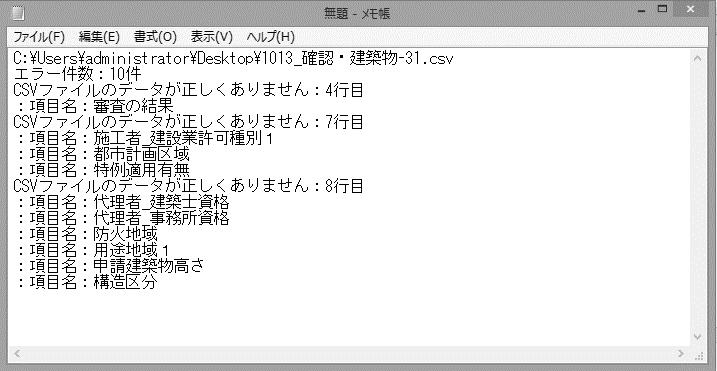 無題 - メモ帳
ファイル(F) 編集(E) 書式(O) 表示(V) ヘルプ(H)
C:¥Users¥administrator¥Desktop¥1013_確認・建築物-31.csv
エラー件数：10件
CSVファイルのデータが正しくありません：4行目
：項目名：審査の結果
CSVファイルのデータが正しくありません：7行目
：項目名：施工者_建設業許可種別１
：項目名：都市計画区域
：項目名：特例適用有無
CSVファイルのデータが正しくありません：8行目
：項目名：代理者_建築士資格
：項目名：代理者_事務所資格
：項目名：防火地域
：項目名：用途地域１
：項目名：申請建築物高さ
：項目名：構造区分